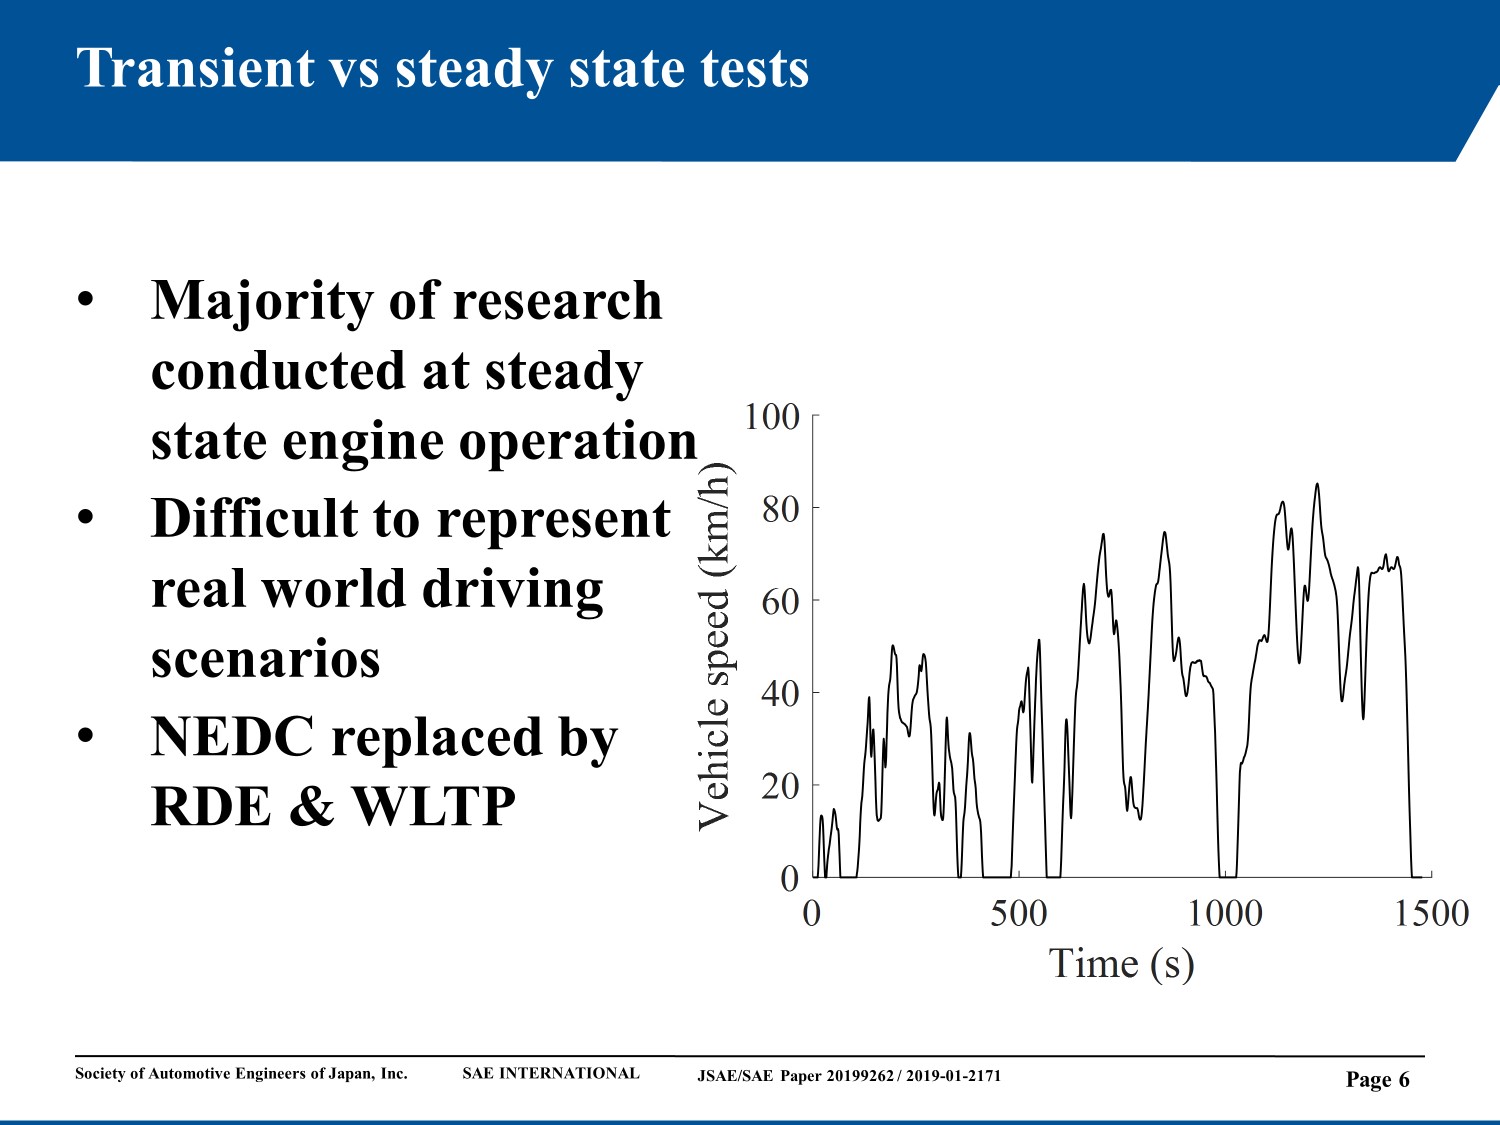 Transient vs steady state tests
• Majority of research
conducted at steady
state engine operation
• Difficult to represent
real world driving
scenarios
• NEDC replaced by
RDE & WLTP
Vehicle speed (km/h)
100
80
60
40
20
0
0 500 1000 1500
Time (s)
Society of Automotive Engineers of Japan, Inc. SAE INTERNATIONAL JSAE/SAE Paper 20199262 / 2019-01-2171 Page 6